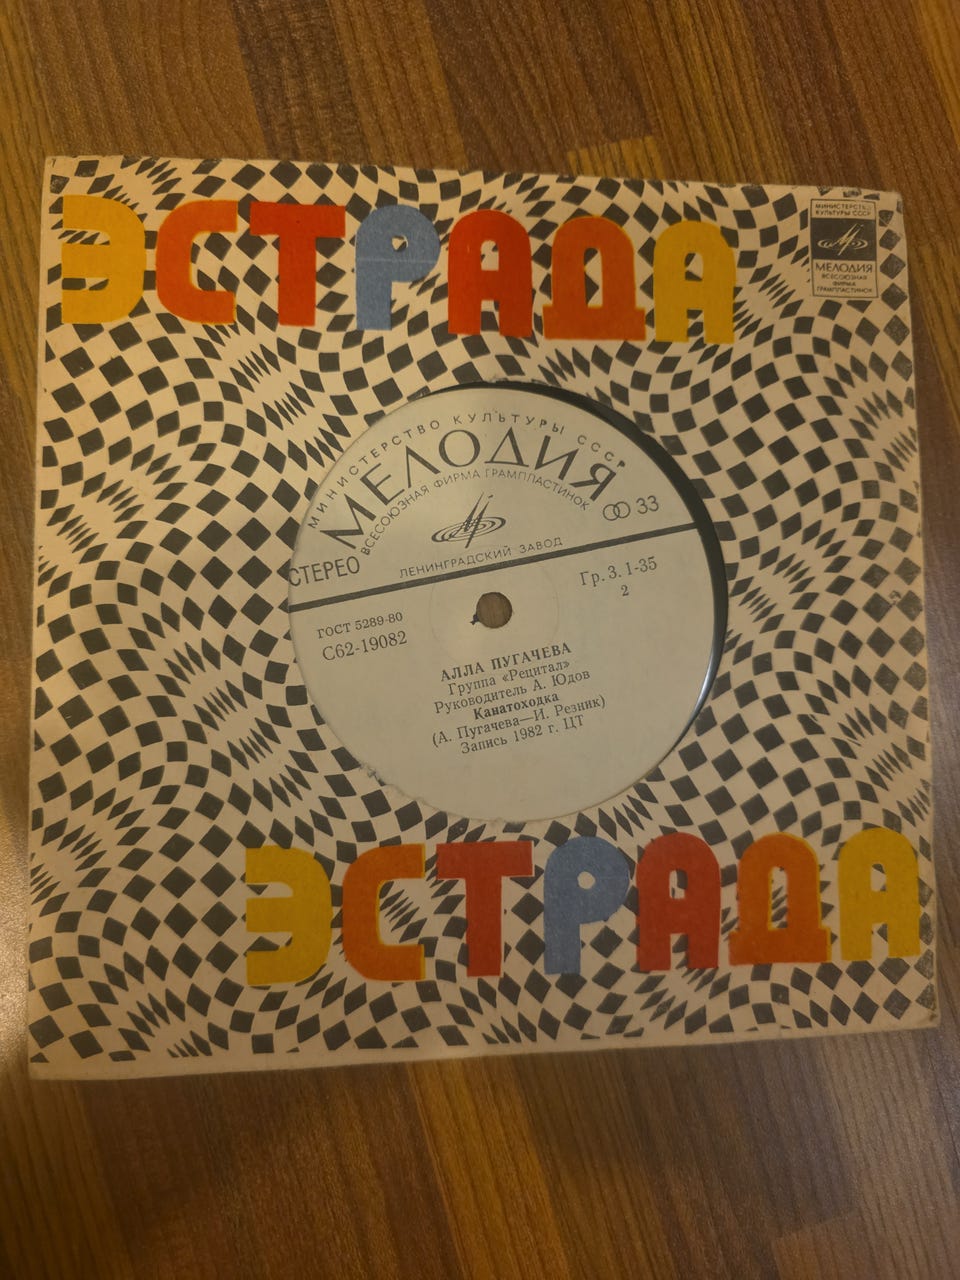 ЭСТРАДА
МИНИСТЕРСТВО
КУЛЬТУРЫ СССР
МЕЛОДИЯ
ВСЕСОЮЗНАЯ
ФИРМА
ГРАМПЛАСТИНОК
МИНИСТЕРСТВО КУЛЬТУРЫ СССР
МЕЛОДИЯ
ВСЕСОЮЗНАЯ ФИРМА ГРАМПЛАСТИНОК
33
СТЕРЕО
ЛЕНИНГРАДСКИЙ ЗАВОД
ГОСТ 5289-80
Гр. 3. 1-35
С62-19082
2
АЛЛА ПУГАЧЕВА
Группа «Рецитал»
Руководитель А. Юдов
Канатоходка
(А. Пугачева—И. Резник)
Запись 1982 г. ЦТ
ЭСТРАДА